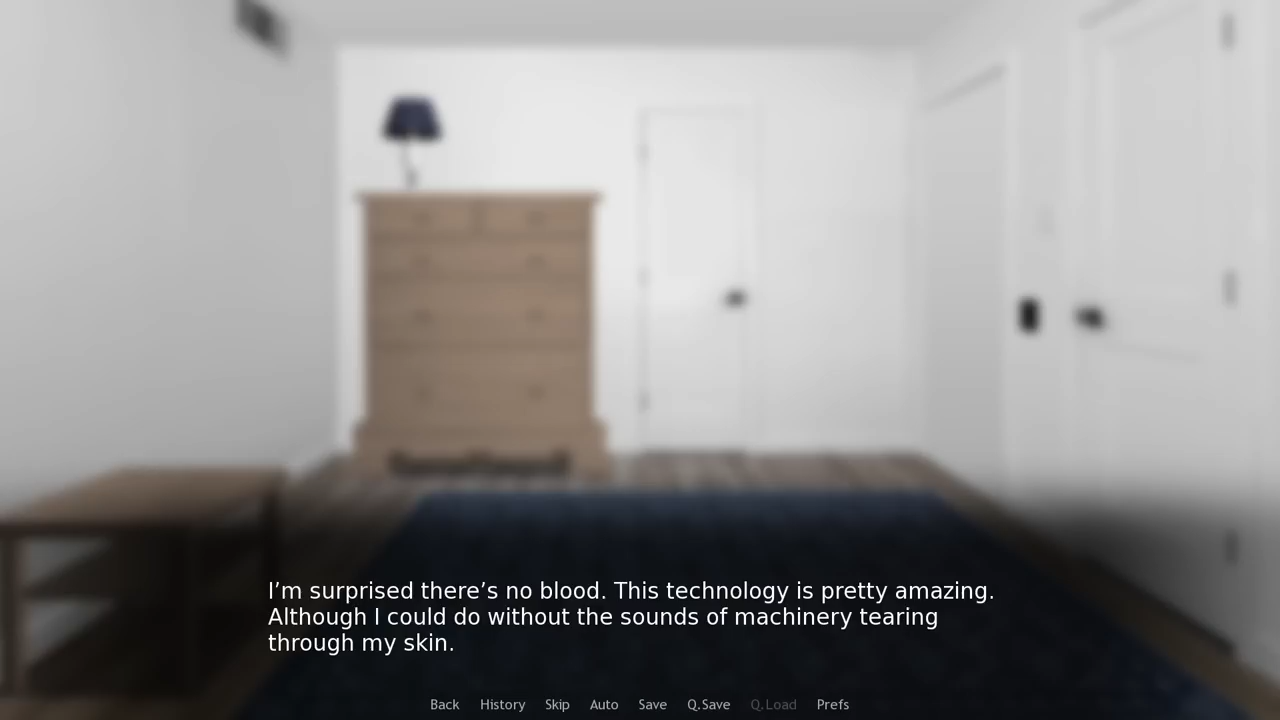 I’m surprised there’s no blood. This technology is pretty amazing.
Although I could do without the sounds of machinery tearing
through my skin.
Back History Skip Auto Save Q.Save Q.Load Prefs